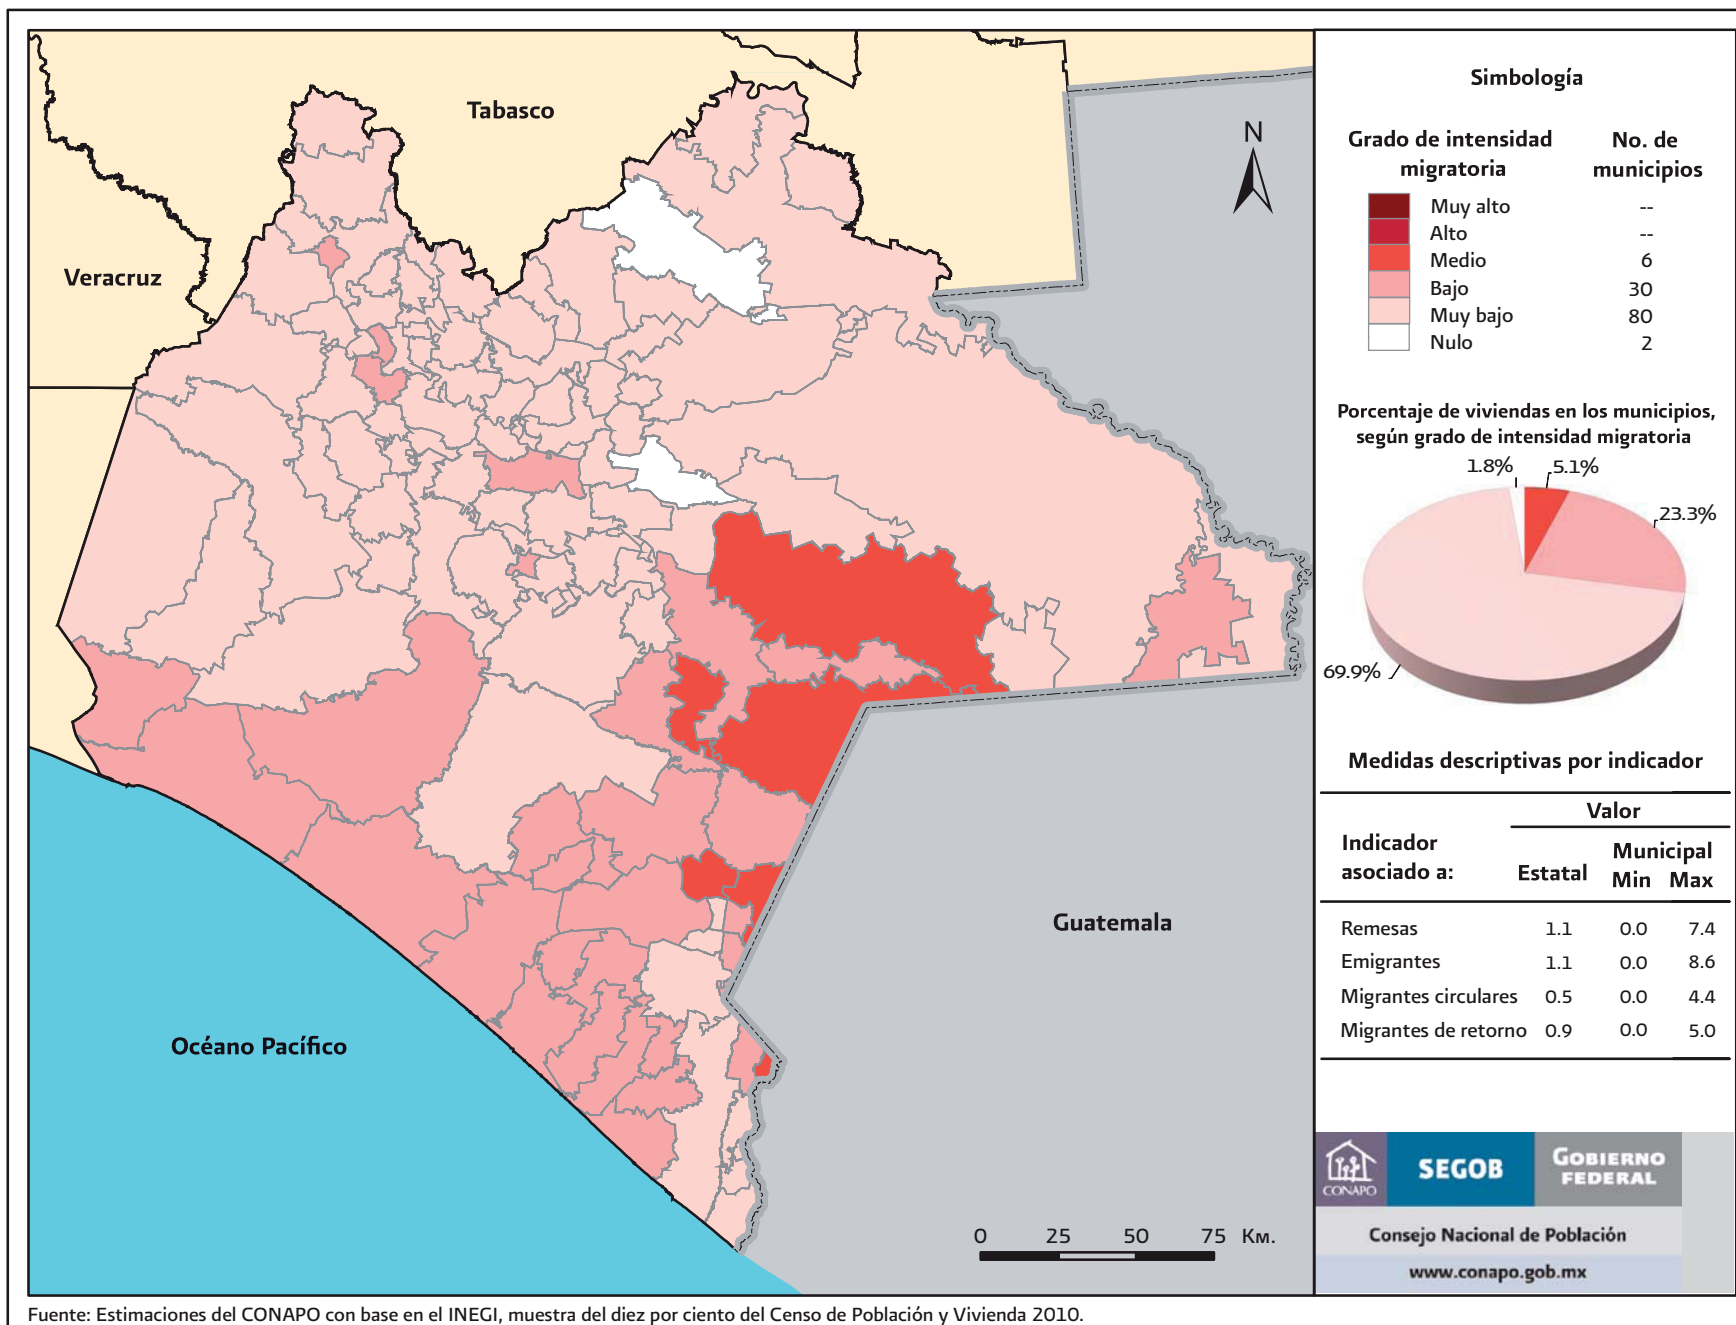 Tabasco
Veracruz
N
Guatemala
Océano Pacífico
0 25 50 75 Km.
Simbología
Grado de intensidad migratoria
No. de municipios
Muy alto --
Alto --
Medio 6
Bajo 30
Muy bajo 80
Nulo 2
Porcentaje de viviendas en los municipios,
según grado de intensidad migratoria
1.8%
5.1%
23.3%
69.9%
Medidas descriptivas por indicador
Indicador
asociado a:
Valor
Estatal
Municipal
Min Max
Remesas 1.1 0.0 7.4
Emigrantes 1.1 0.0 8.6
Migrantes circulares 0.5 0.0 4.4
Migrantes de retorno 0.9 0.0 5.0
CONAPO
SEGOB
GOBIERNO
FEDERAL
Consejo Nacional de Población
www.conapo.gob.mx
Fuente: Estimaciones del CONAPO con base en el INEGI, muestra del diez por ciento del Censo de Población y Vivienda 2010.